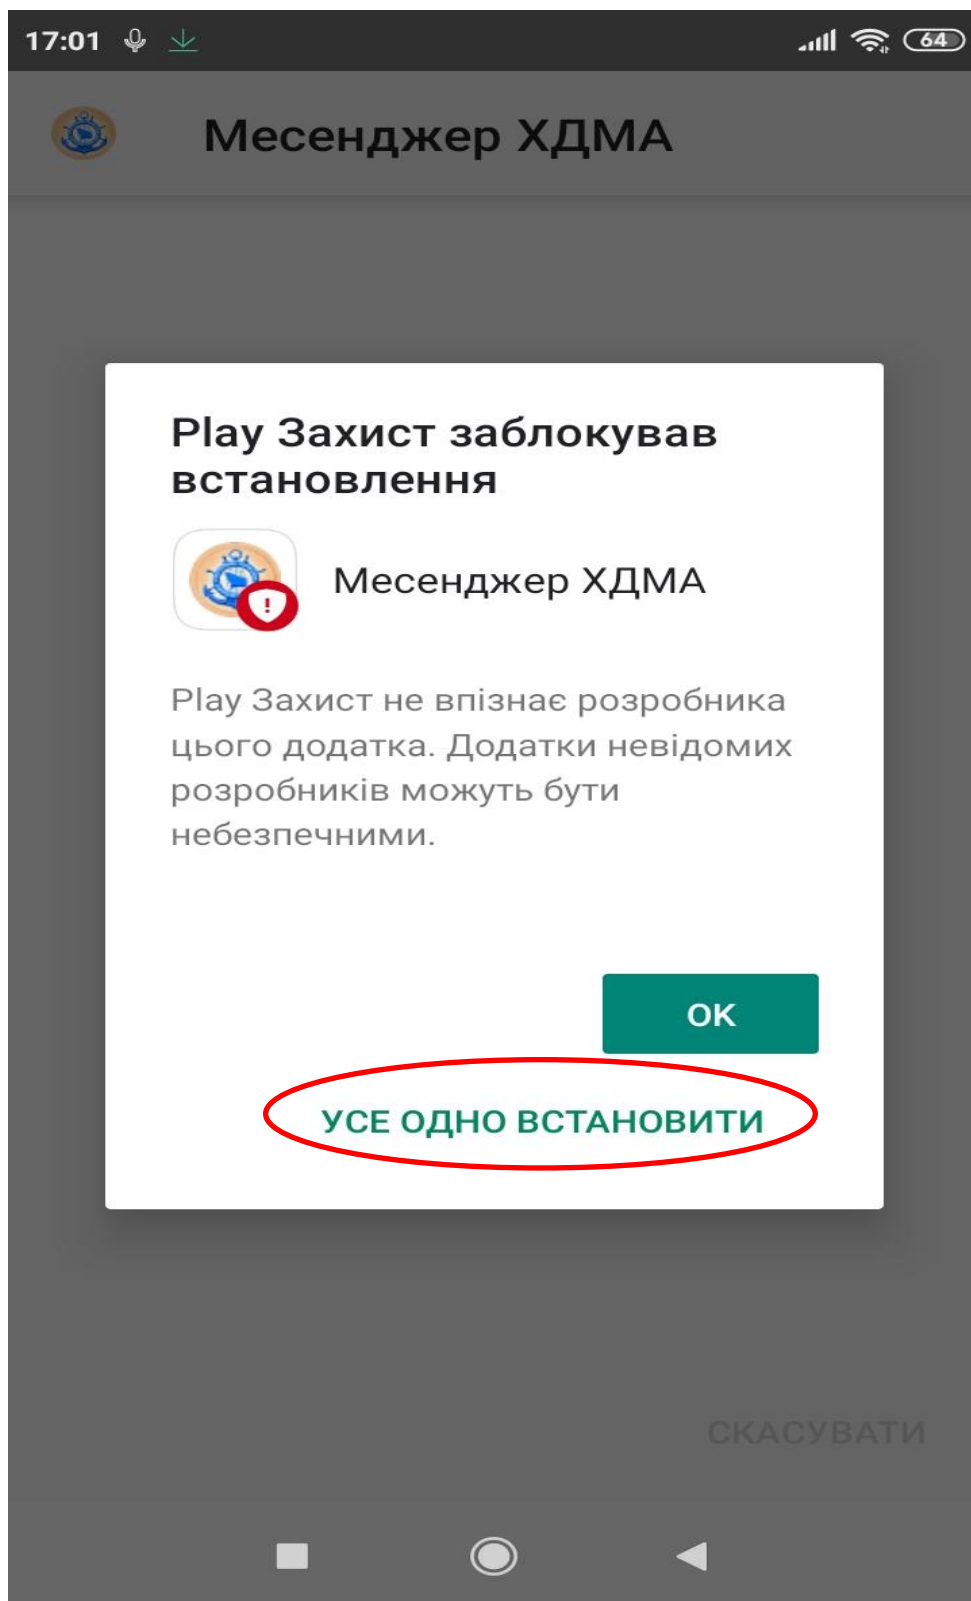 17:01
64
Месенджер ХДМА
Play Захист заблокував
встановлення
Месенджер ХДМА
Play Захист не впізнає розробника
цього додатка. Додатки невідомих
розробників можуть бути
небезпечними.
ОК
УСЕ ОДНО ВСТАНОВИТИ
СКАСУВАТИ